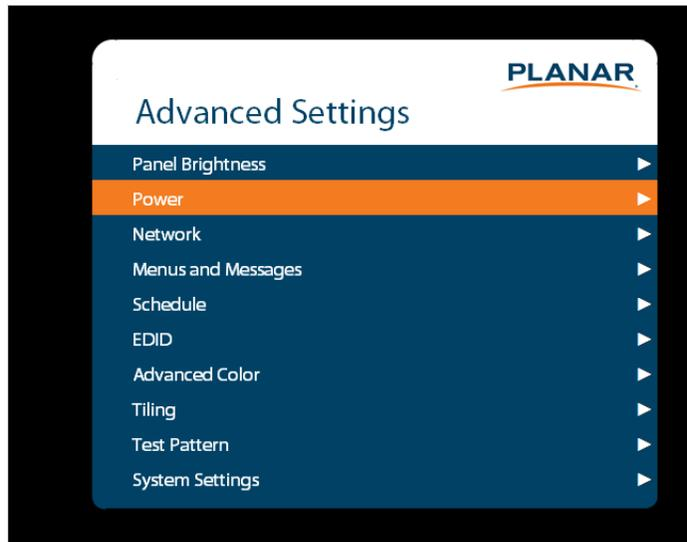 PLANAR
Advanced Settings
Panel Brightness
Power
Network
Menus and Messages
Schedule
EDID
Advanced Color
Tiling
Test Pattern
System Settings